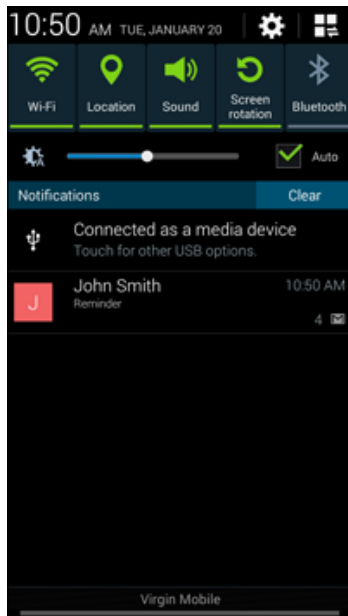 10:50 AM TUE, JANUARY 20
Wi-Fi
Location
Sound
Screen
rotation
Bluetooth
A
Auto
Notifications
Clear
Connected as a media device
Touch for other USB options.
J
John Smith
10:50 AM
Reminder
4
Virgin Mobile